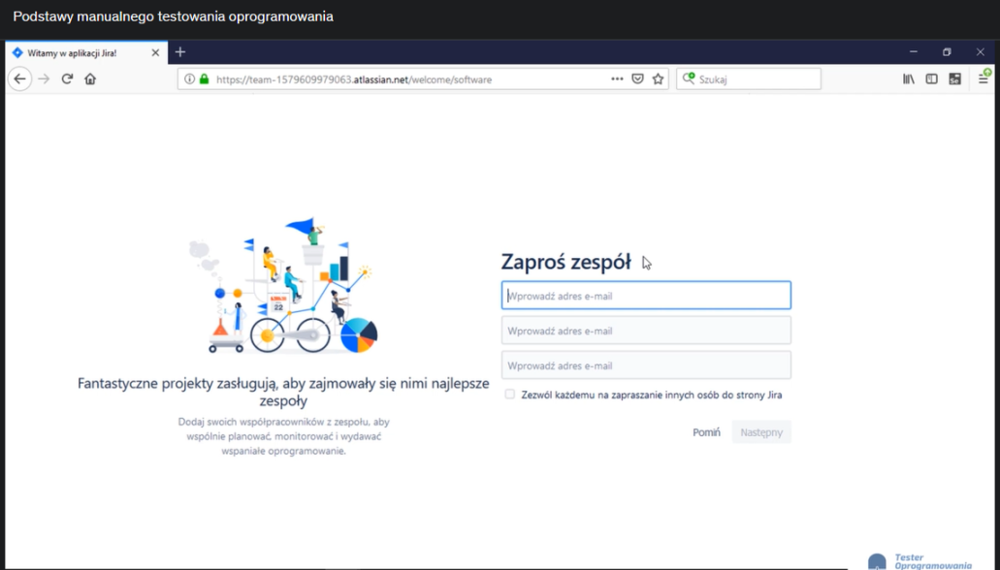 Podstawy manualnego testowania oprogramowania
Witamy w aplikacji Jira!
https://team-1579609979063.atlassian.net/welcome/software
Szukaj
Zaproś zespół
Wprowadź adres e-mail
Wprowadź adres e-mail
Wprowadź adres e-mail
Zezwól każdemu na zapraszanie innych osób do strony Jira
Pomiń Następny
22
Fantastyczne projekty zasługują, aby zajmowały się nimi najlepsze
zespoły
Dodaj swoich współpracowników z zespołu, aby
wspólnie planować, monitorować i wydawać
wspaniałe oprogramowanie.
Tester
Oprogramowania